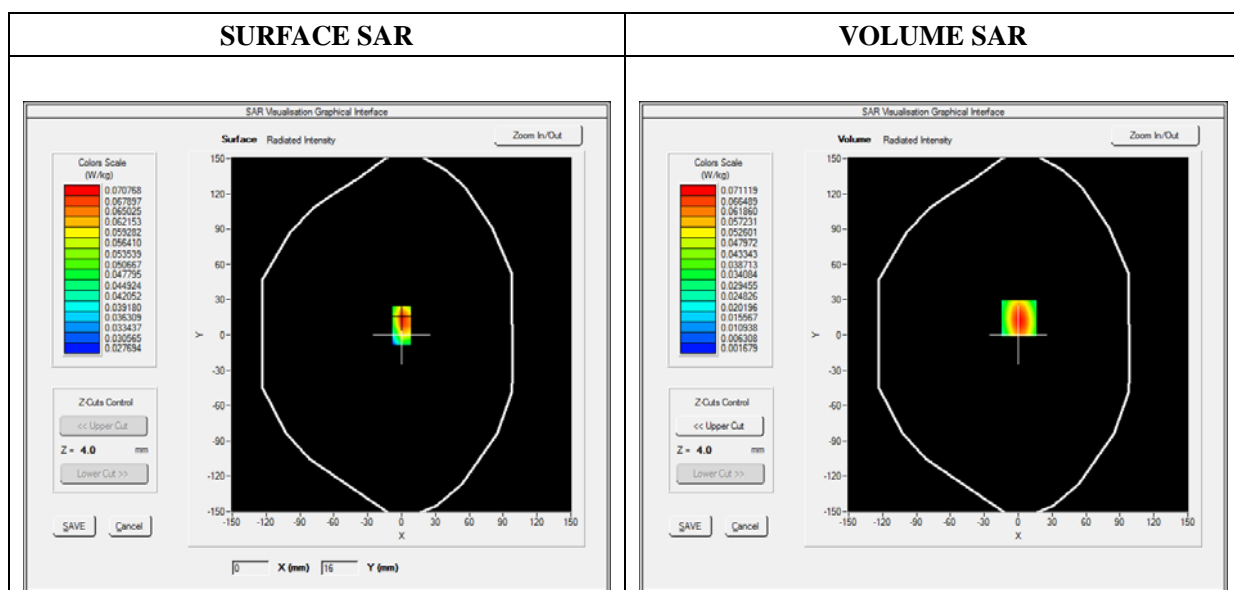 SURFACE SAR
VOLUME SAR
SAR Visualisation Graphical Interface
Surface Radiated Intensity
Zoom In/Out
Colors Scale
(W/kg)
0.070768
0.067897
0.065025
0.062153
0.059282
0.056410
0.053539
0.050667
0.047795
0.044924
0.042052
0.039180
0.036309
0.033437
0.030565
0.027694
Z-Cuts Control
<< Upper Cut
Z = 4.0 mm
Lower Cut >>
SAVE Cancel
150
120
90
60
30
0
-30
-60
-90
-120
-150
Y
-150 -120 -90 -60 -30 0 30 60 90 120 150
X
0 X (mm) 16 Y (mm)
SAR Visualisation Graphical Interface
Volume Radiated Intensity
Zoom In/Out
Colors Scale
(W/kg)
0.071119
0.066489
0.061860
0.057231
0.052601
0.047972
0.043343
0.038713
0.034084
0.029455
0.024826
0.020196
0.015567
0.010938
0.006308
0.001679
Z-Cuts Control
<< Upper Cut
Z = 4.0 mm
Lower Cut >>
SAVE Cancel
150
120
90
60
30
0
-30
-60
-90
-120
-150
Y
-150 -120 -90 -60 -30 0 30 60 90 120 150
X